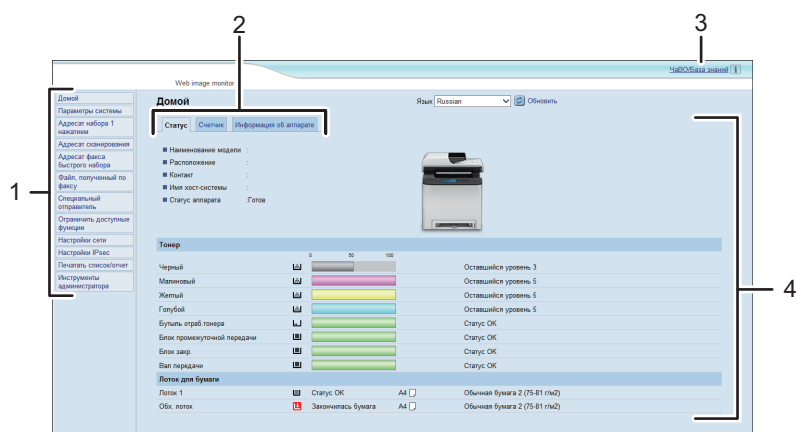 2
3
ЧаВО/База знаний
Web image monitor
1
Домой
Параметры системы
Адресат набора 1
нажатием
Адресат сканирования
Адресат факса
быстрого набора
Файл, полученный по
факсу
Специальный
отправитель
Ограничить доступные
функции
Настройки сети
Настройки IPsec
Печатать список/отчет
Инструменты
администратора
Домой
Язык Russian Обновить
Статус Счетчик Информация об аппарате
Наименование модели :
Расположение :
Контакт :
Имя хост-системы :
Статус аппарата :Готов
4
Тонер
0 50 100
Черный Оставшийся уровень 3
Малиновый Оставшийся уровень 5
Желтый Оставшийся уровень 5
Голубой Оставшийся уровень 5
Бутыль отраб.тонера Статус OK
Блок промежуточной передачи Статус OK
Блок закр. Статус OK
Вал передачи Статус OK
Лоток для бумаги
Лоток 1 Статус OK A4 Обычная бумага 2 (75-81 г/м2)
Обх. лоток Закончилась бумага A4 Обычная бумага 2 (75-81 г/м2)